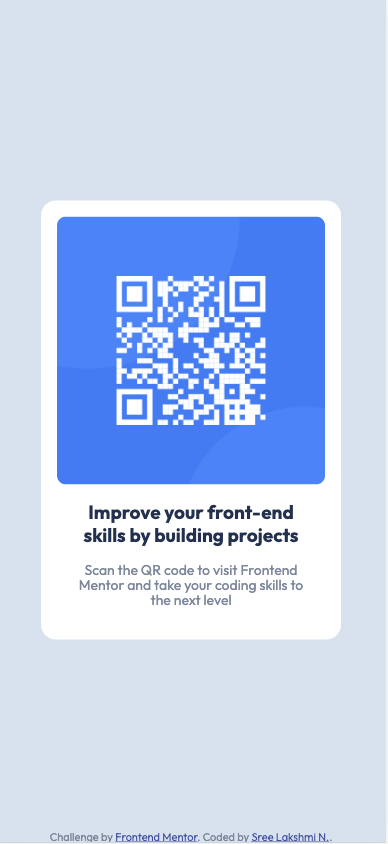 Improve your front-end
skills by building projects
Scan the QR code to visit Frontend
Mentor and take your coding skills to
the next level
Challenge by Frontend Mentor. Coded by Sree Lakshmi N..